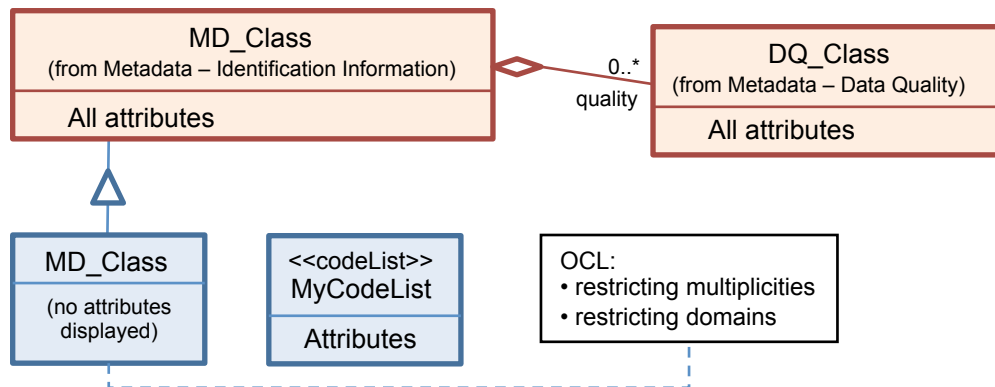 MD_Class
(from Metadata – Identification Information)
All attributes
0..*
quality
DQ_Class
(from Metadata – Data Quality)
All attributes
MD_Class
(no attributes
displayed)
<<codeList>>
MyCodeList
Attributes
OCL:
• restricting multiplicities
• restricting domains